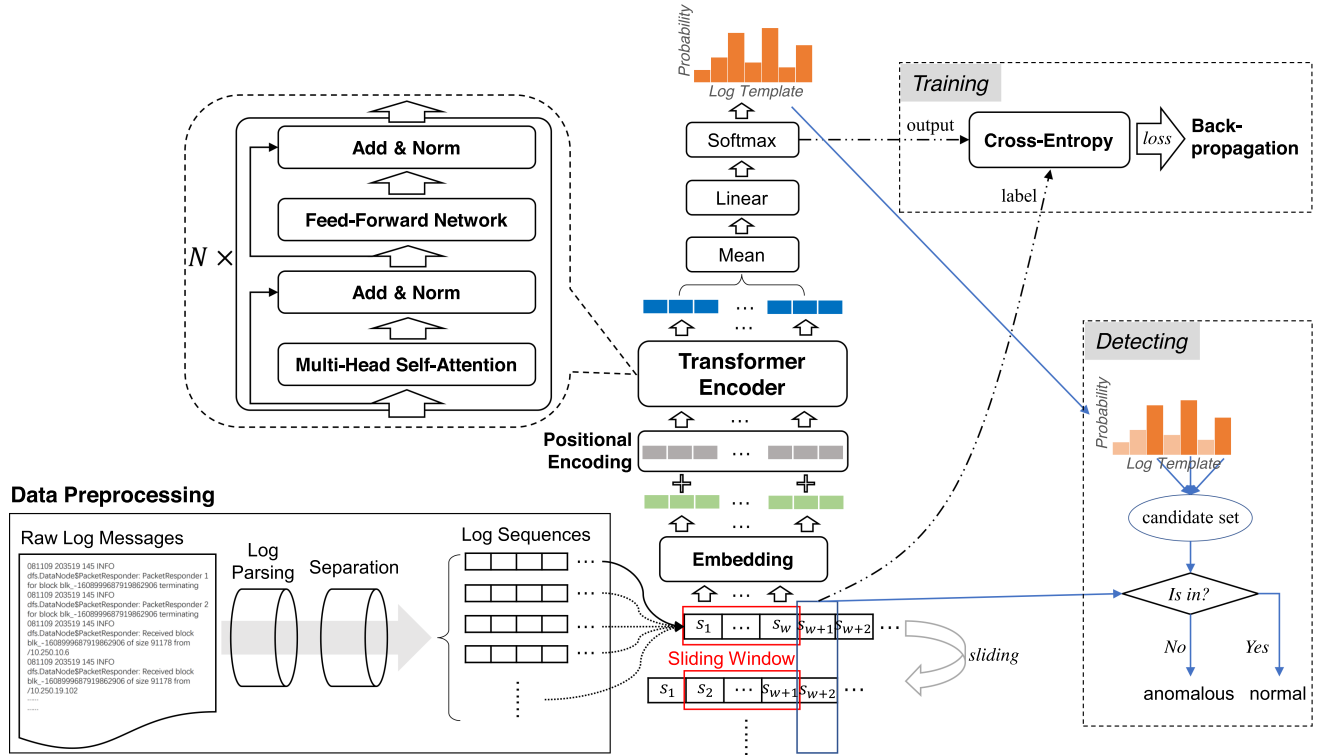 Probability
Log Template
Softmax
Linear
Mean
...
...
Transformer
Encoder
...
Positional
Encoding
...
...
...
Embedding
...
N ×
Add & Norm
Feed-Forward Network
Add & Norm
Multi-Head Self-Attention
Training
output
Cross-Entropy
loss
Back-
propagation
label
Detecting
Probability
Log Template
candidate set
Is in?
No
Yes
anomalous
normal
Data Preprocessing
Raw Log Messages
081109 203519 145 INFO
dfs.DataNode$PacketResponder: PacketResponder 1
for block blk_-1608999687919862906 terminating
081109 203519 145 INFO
dfs.DataNode$PacketResponder: PacketResponder 2
for block blk_-1608999687919862906 terminating
081109 203519 145 INFO
dfs.DataNode$PacketResponder: Received block
blk_-1608999687919862906 of size 91178 from
/10.250.10.6
081109 203519 145 INFO
dfs.DataNode$PacketResponder: Received block
blk_-1608999687919862906 of size 91178 from
/10.250.19.102
......
......
Log
Parsing
Separation
Log Sequences
...
...
...
...
s1 ... sw sw+1 sw+2 ...
Sliding Window
sliding
s1 s2 ... sw+1 sw+2 ...